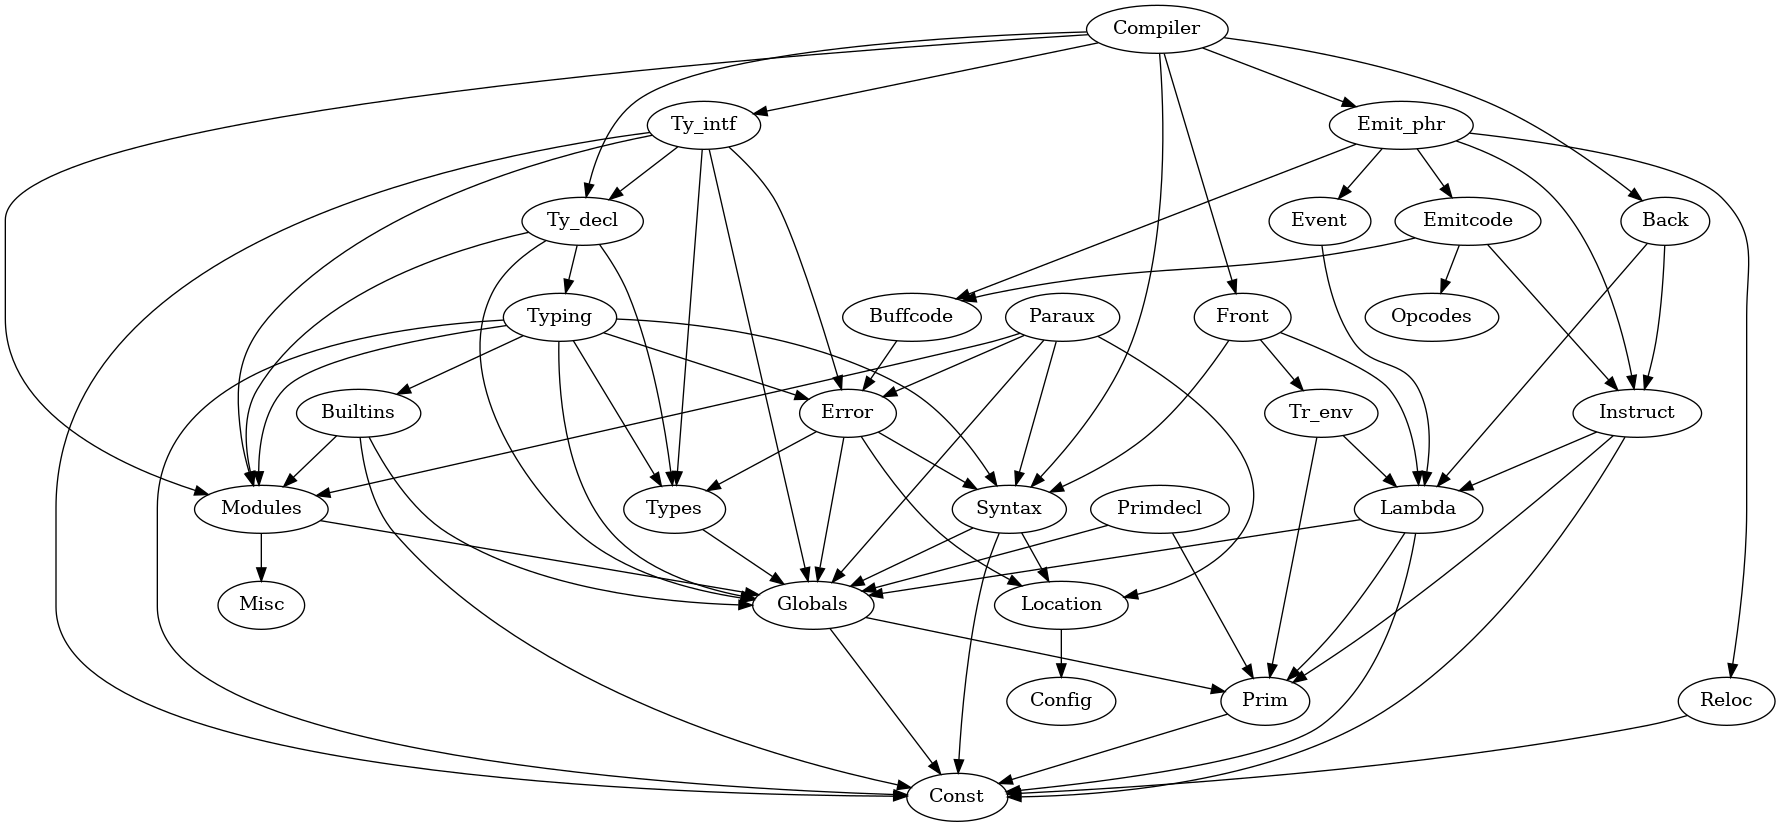 Compiler
Ty_intf
Emit_phr
Ty_decl
Event
Emitcode
Back
Typing
Buffcode
Paraux
Front
Opcodes
Builtins
Error
Tr_env
Instruct
Modules
Types
Syntax
Primdecl
Lambda
Misc
Globals
Location
Config
Prim
Reloc
Const